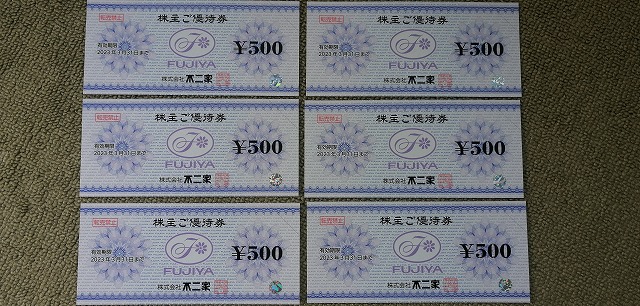 転売禁止
株主ご優待券
有効期限
2023年3月31日まで
F
FUJIYA
¥500
株式会社 不二家
転売禁止
株主ご優待券
有効期限
2023年3月31日まで
F
FUJIYA
¥500
株式会社 不二家
転売禁止
株主ご優待券
有効期限
2023年3月31日まで
F
FUJIYA
¥500
株式会社 不二家
転売禁止
株主ご優待券
有効期限
2023年3月31日まで
F
FUJIYA
¥500
株式会社 不二家
転売禁止
株主ご優待券
有効期限
2023年3月31日まで
F
FUJIYA
¥500
株式会社 不二家
転売禁止
株主ご優待券
有効期限
2023年3月31日まで
F
FUJIYA
¥500
株式会社 不二家